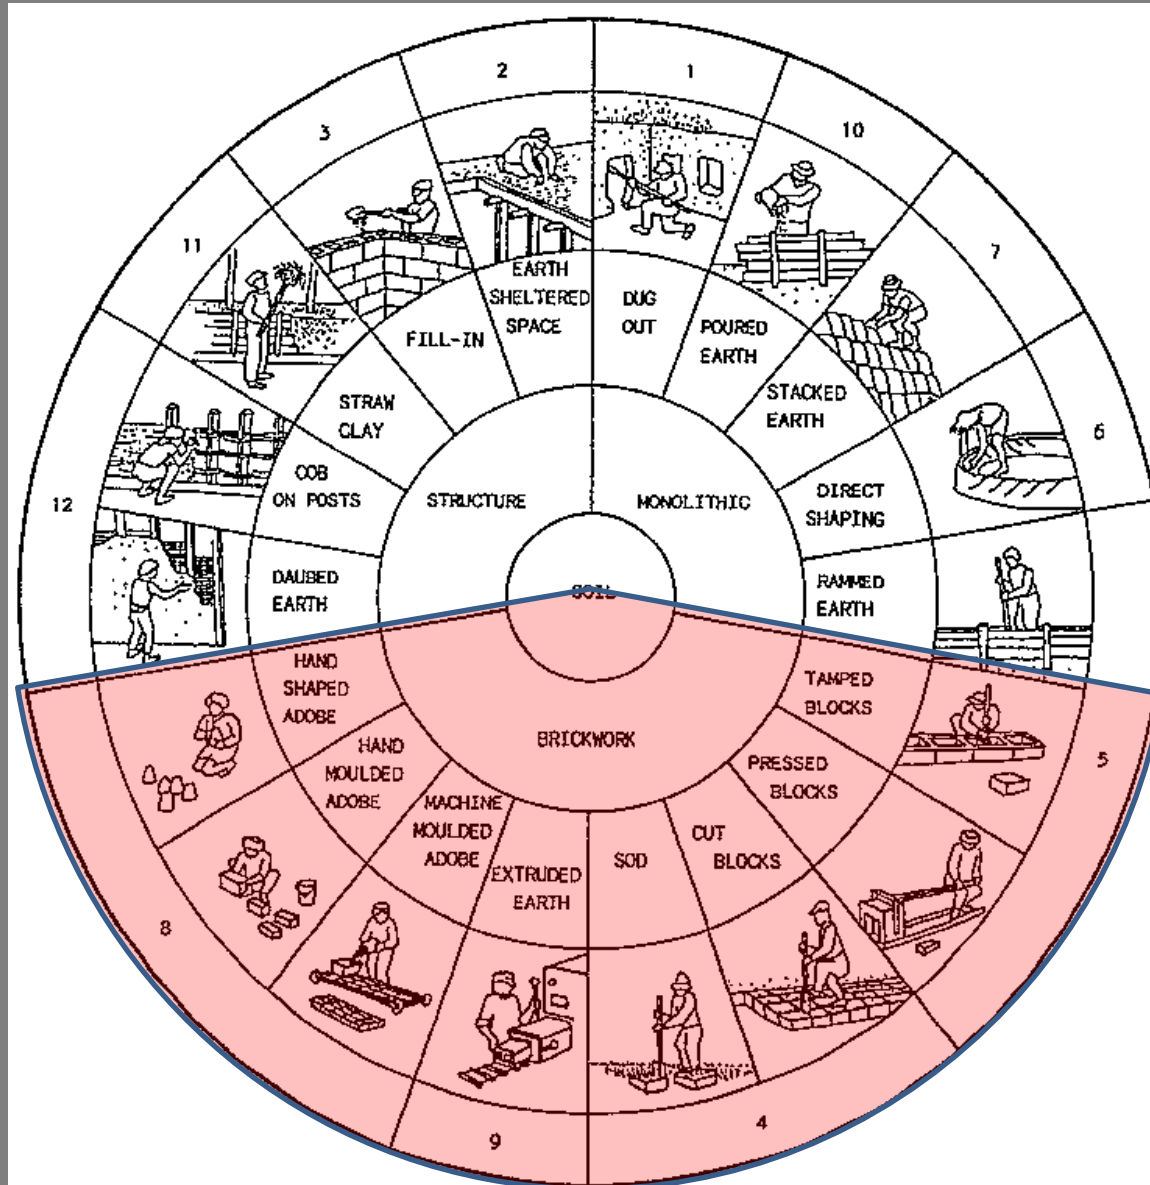 2
1
3
10
11
7
EARTH
SHELTERED
SPACE
DUG
OUT
FILL-IN
POURED
EARTH
STRAW
CLAY
STACKED
EARTH
6
COB
ON POSTS
STRUCTURE
MONOLITHIC
DIRECT
SHAPING
12
DAUBED
EARTH
SOIL
RAMMED
EARTH
HAND
SHAPED
ADOBE
TAMPED
BLOCKS
BRICKWORK
HAND
MOULDED
ADOBE
PRESSED
BLOCKS
5
MACHINE
MOULDED
ADOBE
CUT
BLOCKS
EXTRUDED
EARTH
SOD
8
9
4